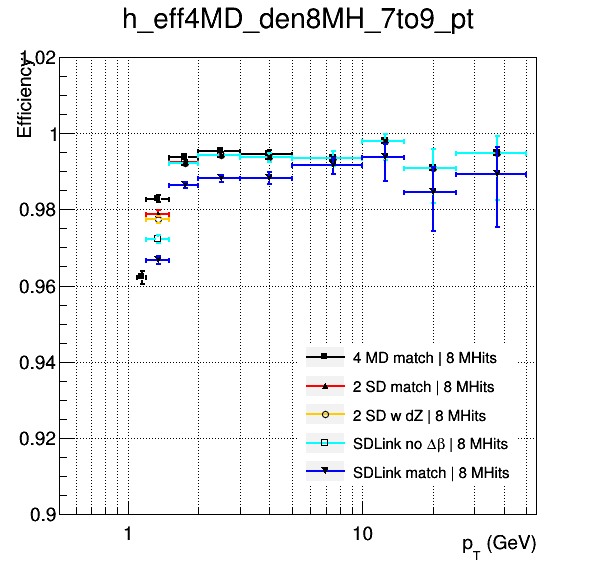 h_eff4MD_den8MH_7to9_pt
Efficiency
1.02
1
0.98
0.96
0.94
0.92
0.9
4 MD match | 8 MHits
2 SD match | 8 MHits
2 SD w dZ | 8 MHits
SDLink no Δβ | 8 MHits
SDLink match | 8 MHits
1
10
p_T (GeV)